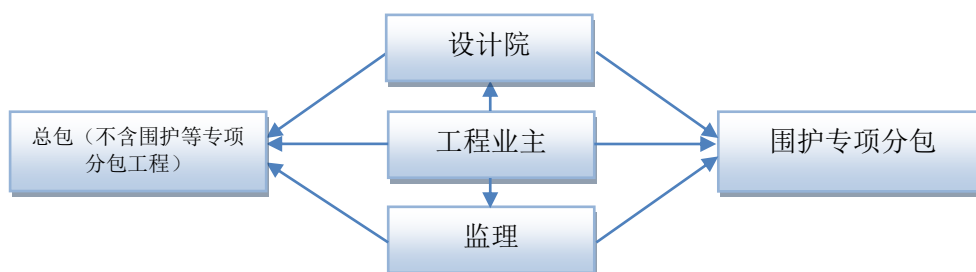 设计院
总包（不含围护等专项
分包工程）
工程业主
围护专项分包
监理